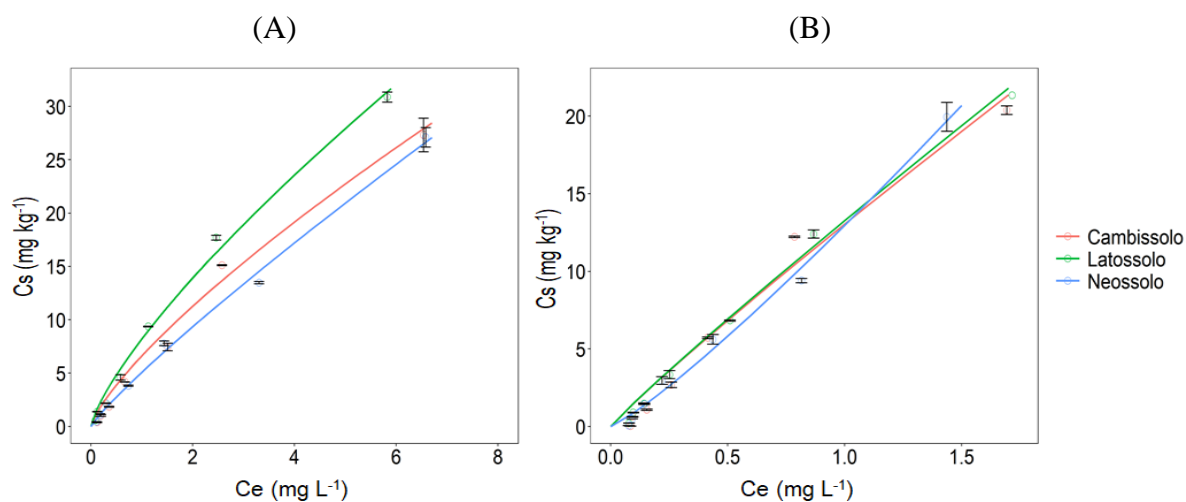 (A)
(B)
Cs (mg kg⁻¹)
30
25
20
15
10
5
0
0 2 4 6 8
Ce (mg L⁻¹)
Cs (mg kg⁻¹)
20
15
10
5
0
0.0 0.5 1.0 1.5
Ce (mg L⁻¹)
Cambissolo
Latossolo
Neossolo